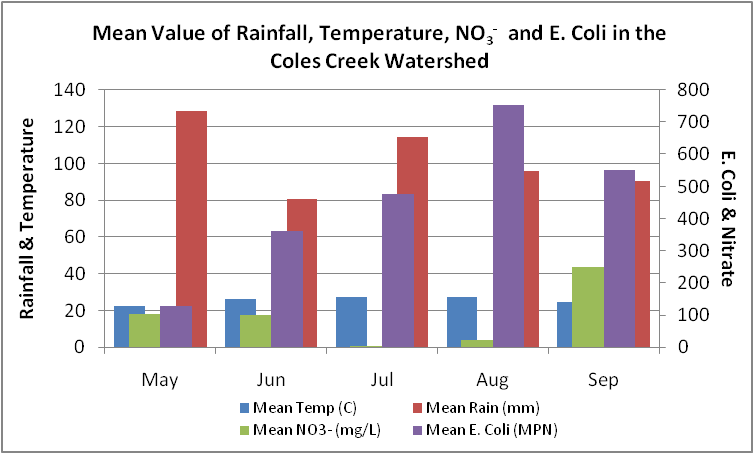 Mean Value of Rainfall, Temperature, NO₃⁻ and E. Coli in the
Coles Creek Watershed
Rainfall & Temperature
140
120
100
80
60
40
20
0
800
700
600
500
400
300
200
100
0
E. Coli & Nitrate
May Jun Jul Aug Sep
Mean Temp (C) Mean Rain (mm)
Mean NO3- (mg/L) Mean E. Coli (MPN)